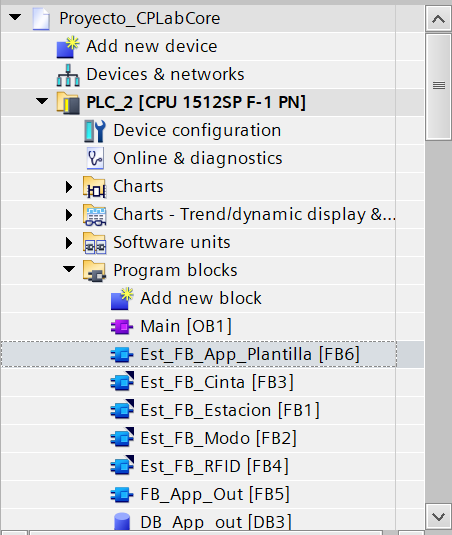 Proyecto_CPLabCore
Add new device
Devices & networks
PLC_2 [CPU 1512SP F-1 PN]
Device configuration
Online & diagnostics
Charts
Charts - Trend/dynamic display &...
Software units
Program blocks
Add new block
Main [OB1]
Est_FB_App_Plantilla [FB6]
Est_FB_Cinta [FB3]
Est_FB_Estacion [FB1]
Est_FB_Modo [FB2]
Est_FB_RFID [FB4]
FB_App_Out [FB5]
DB_App_out [DB3]